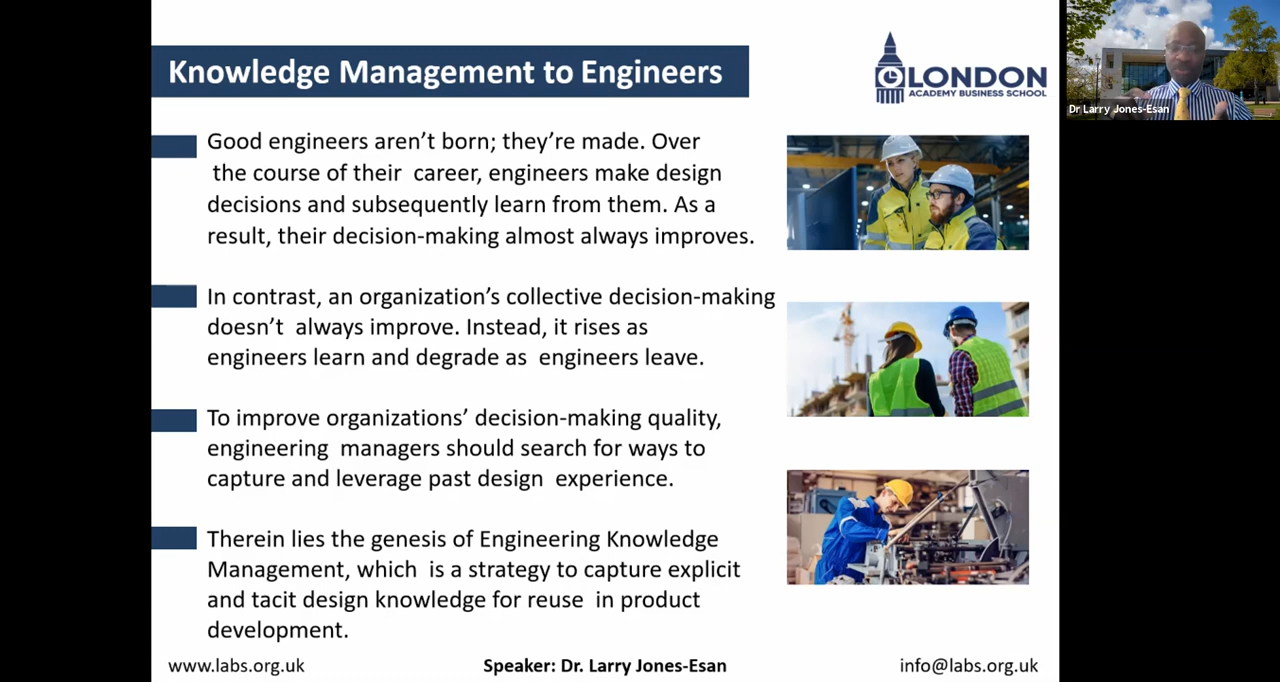 Knowledge Management to Engineers
LONDON
ACADEMY BUSINESS SCHOOL
Dr Larry Jones-Esan
Good engineers aren't born; they're made. Over
the course of their career, engineers make design
decisions and subsequently learn from them. As a
result, their decision-making almost always improves.
In contrast, an organization's collective decision-making
doesn't always improve. Instead, it rises as
engineers learn and degrade as engineers leave.
To improve organizations' decision-making quality,
engineering managers should search for ways to
capture and leverage past design experience.
Therein lies the genesis of Engineering Knowledge
Management, which is a strategy to capture explicit
and tacit design knowledge for reuse in product
development.
www.labs.org.uk
Speaker: Dr. Larry Jones-Esan
info@labs.org.uk